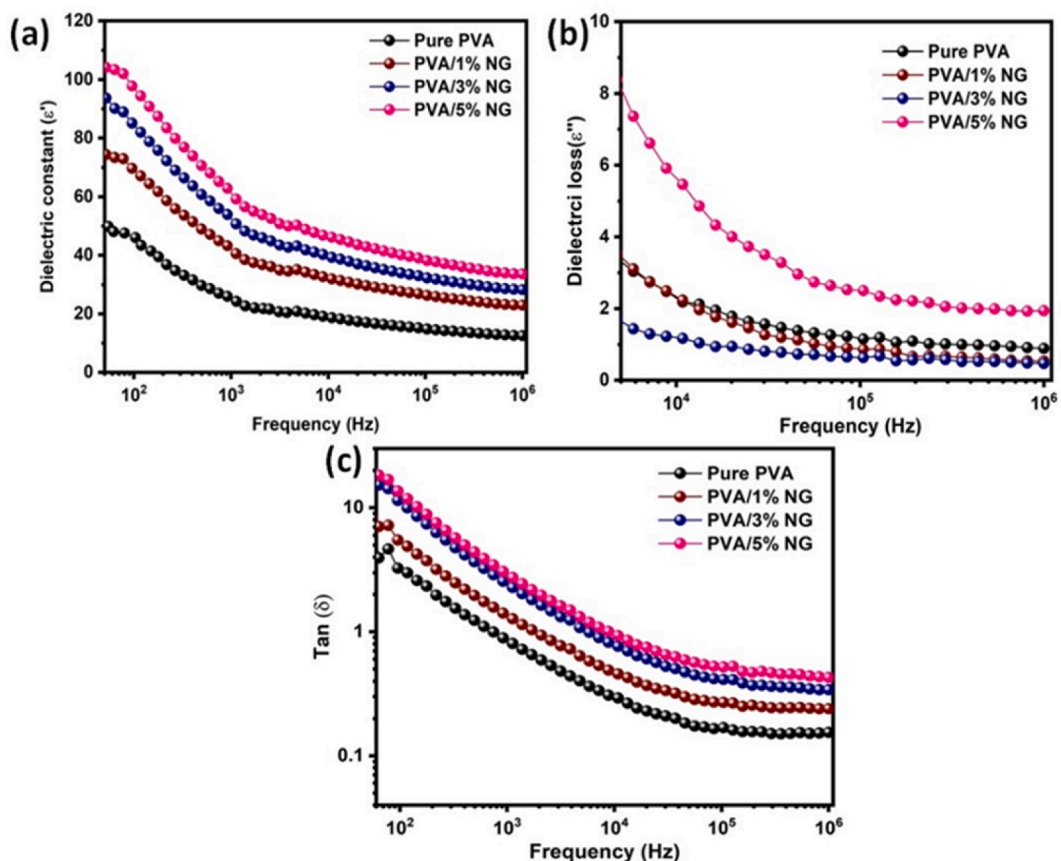 (a)
Pure PVA
PVA/1% NG
PVA/3% NG
PVA/5% NG
Dielectric constant (ε')
120
100
80
60
40
20
0
10² 10³ 10⁴ 10⁵ 10⁶
Frequency (Hz)
(b)
Pure PVA
PVA/1% NG
PVA/3% NG
PVA/5% NG
Dielectrci loss(ε")
10
8
6
4
2
0
10⁴ 10⁵ 10⁶
Frequency (Hz)
(c)
Pure PVA
PVA/1% NG
PVA/3% NG
PVA/5% NG
Tan (δ)
10
1
0.1
10² 10³ 10⁴ 10⁵ 10⁶
Frequency (Hz)